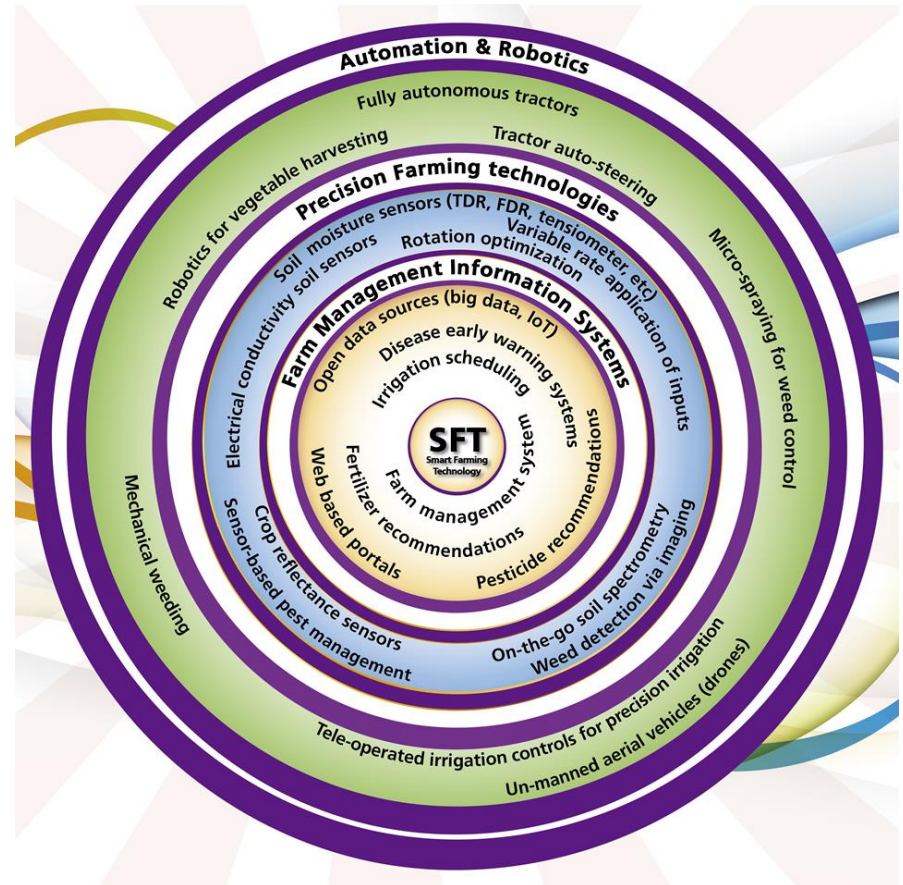 Automation & Robotics
Fully autonomous tractors
Robotics for vegetable harvesting
Tractor auto-steering
Micro-spraying for weed control
Mechanical weeding
Tele-operated irrigation controls for precision irrigation
Un-manned aerial vehicles (drones)
Precision Farming technologies
Soil moisture sensors (TDR, FDR, tensiometer, etc)
Electrical conductivity soil sensors
Rotation optimization
Variable rate application of inputs
Crop reflectance sensors
Sensor-based pest management
On-the-go soil spectrometry
Weed detection via imaging
Farm Management Information Systems
Open data sources (big data, IoT)
Disease early warning systems
Irrigation scheduling
Pesticide recommendations
Farm management system
Fertilizer recommendations
Web based portals
SFT
Smart Farming
Technology